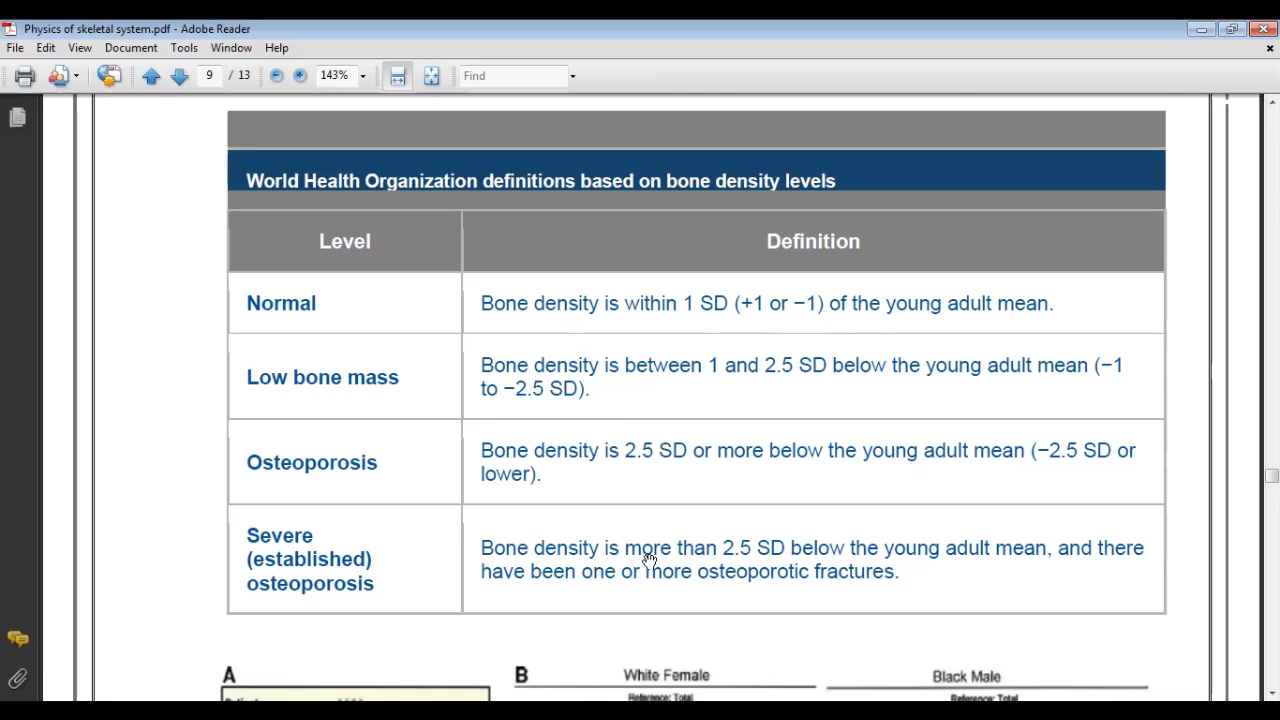 Physics of skeletal system.pdf - Adobe Reader
File Edit View Document Tools Window Help
9 / 13 143% Find
World Health Organization definitions based on bone density levels
Level Definition
Normal Bone density is within 1 SD (+1 or −1) of the young adult mean.
Low bone mass Bone density is between 1 and 2.5 SD below the young adult mean (−1
to −2.5 SD).
Osteoporosis Bone density is 2.5 SD or more below the young adult mean (−2.5 SD or
lower).
Severe
(established)
osteoporosis
Bone density is more than 2.5 SD below the young adult mean, and there
have been one or more osteoporotic fractures.
A
B White Female Black Male
Reference: Total Reference: Total